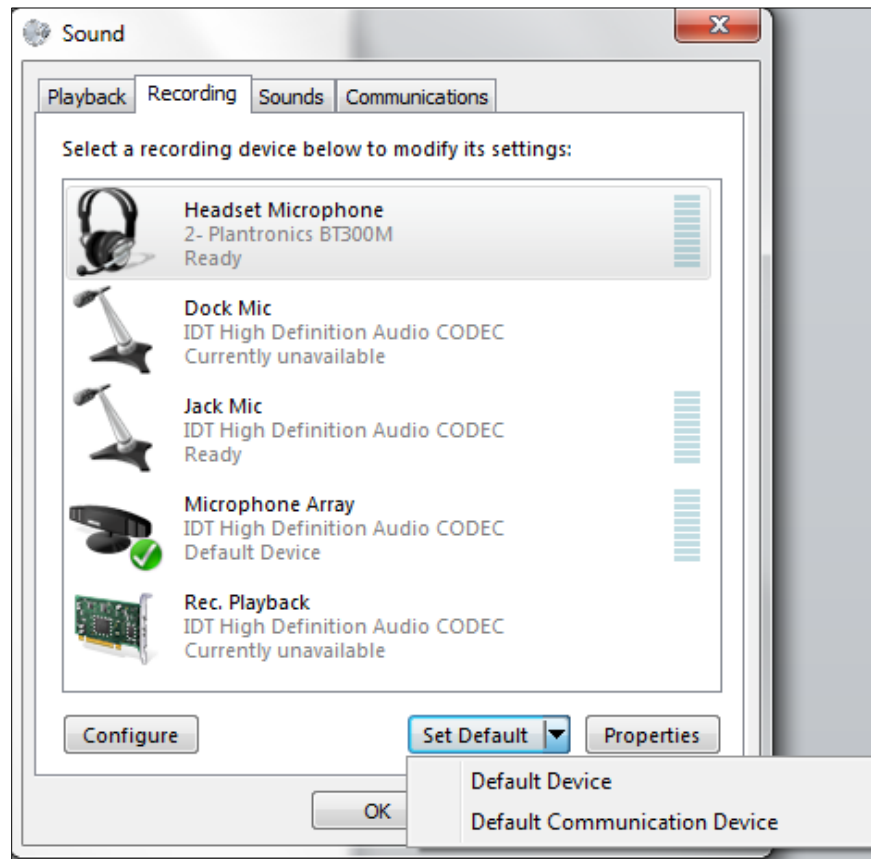 Sound
Playback Recording Sounds Communications
Select a recording device below to modify its settings:
Headset Microphone
2- Plantronics BT300M
Ready
Dock Mic
IDT High Definition Audio CODEC
Currently unavailable
Jack Mic
IDT High Definition Audio CODEC
Ready
Microphone Array
IDT High Definition Audio CODEC
Default Device
Rec. Playback
IDT High Definition Audio CODEC
Currently unavailable
Configure Set Default Properties
Default Device
OK
Default Communication Device